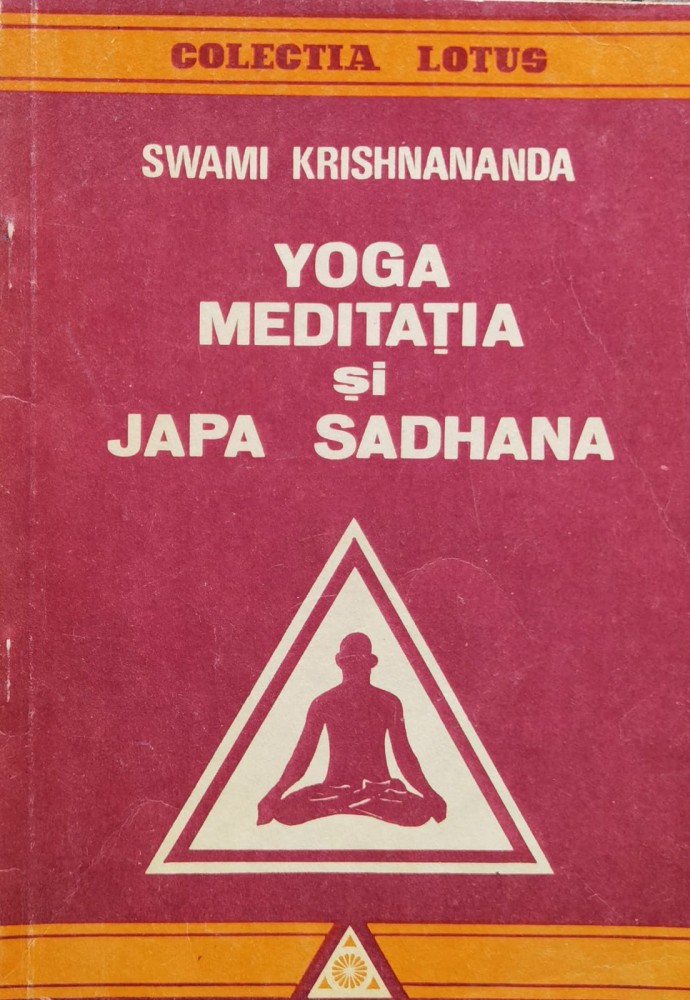 COLECTIA LOTUS
SWAMI KRISHNANANDA
YOGA
MEDITAȚIA
și
JAPA SADHANA